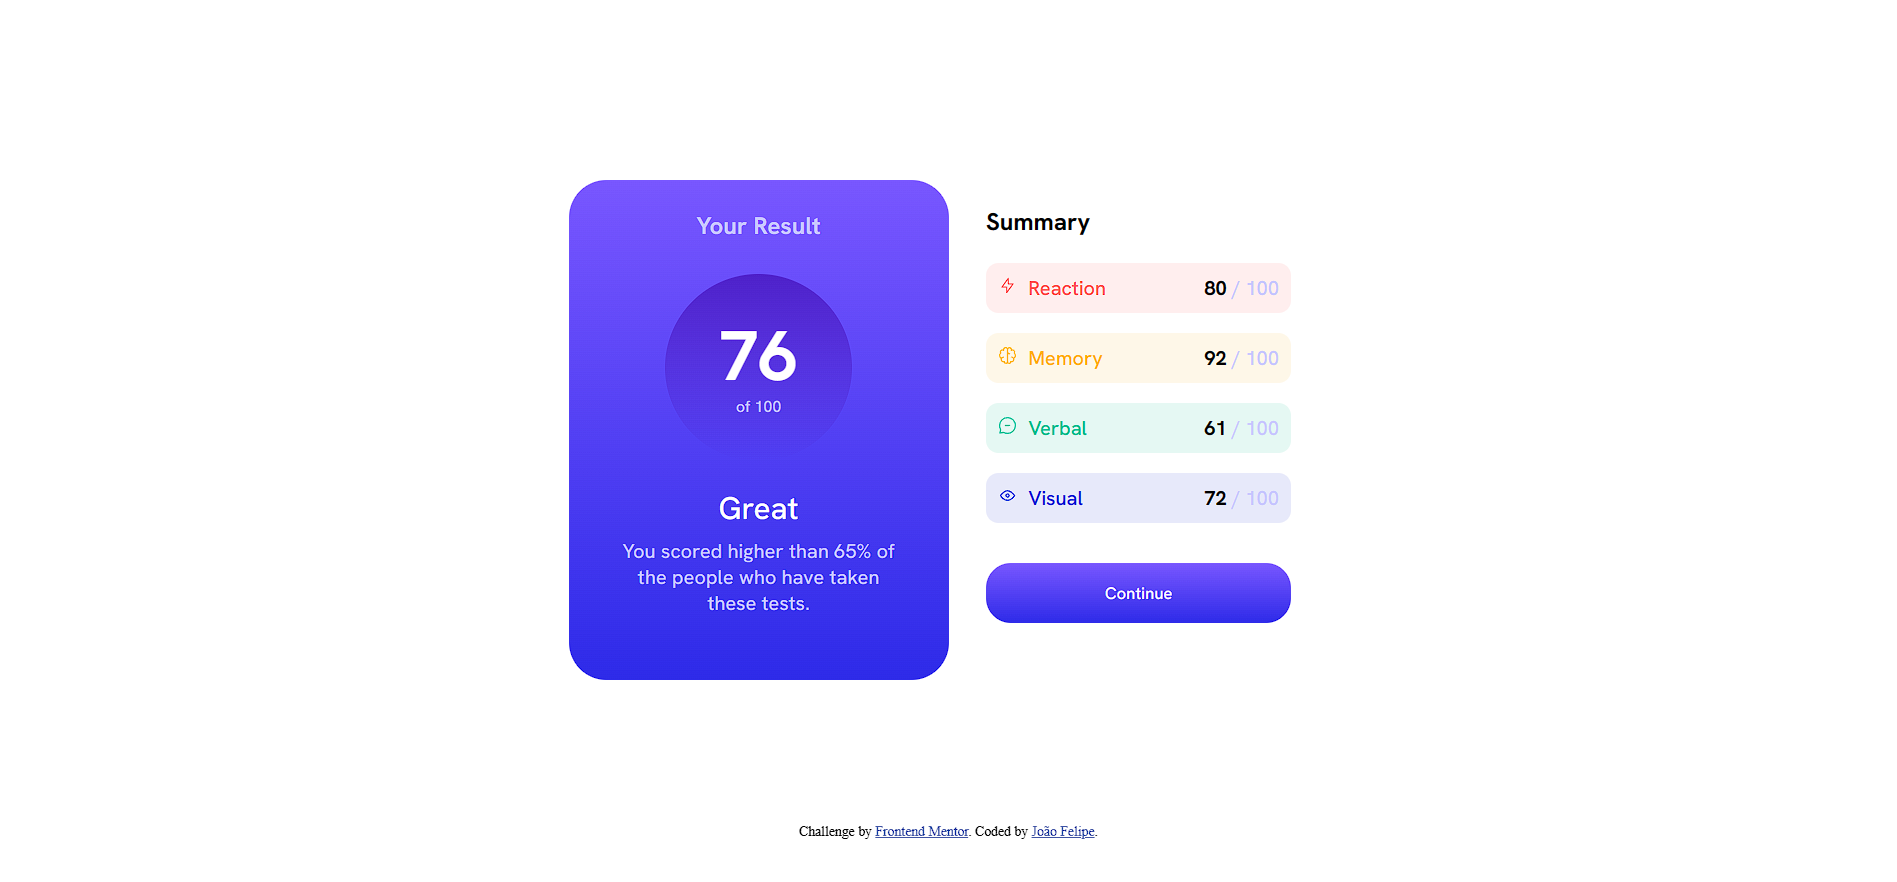 Your Result
76
of 100
Great
You scored higher than 65% of
the people who have taken
these tests.
Summary
Reaction 80 / 100
Memory 92 / 100
Verbal 61 / 100
Visual 72 / 100
Continue
Challenge by Frontend Mentor. Coded by João Felipe.